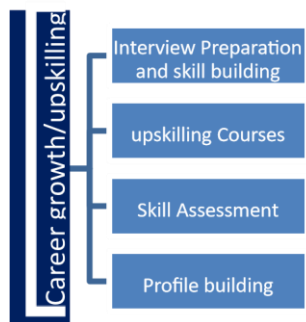 Career growth/upskilling
Interview Preparation
and skill building
upskilling Courses
Skill Assessment
Profile building